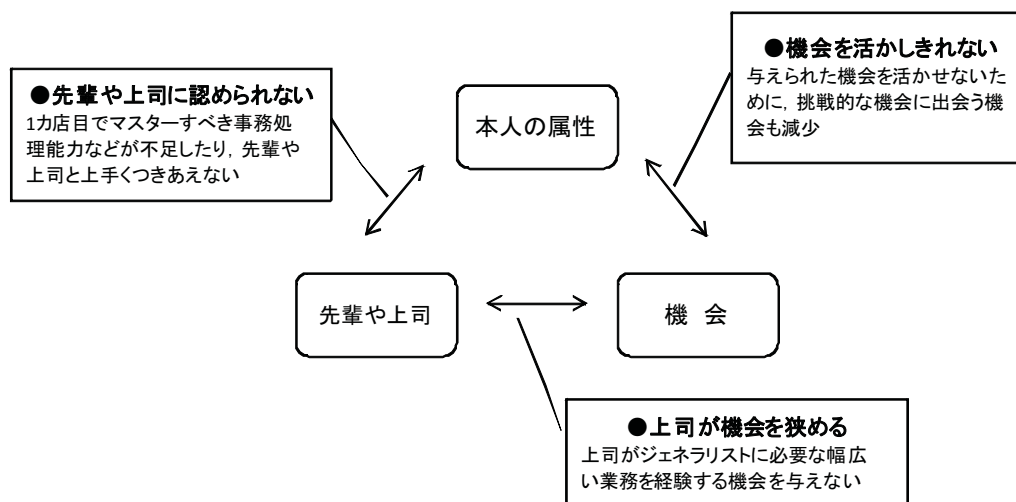 ●機会を活かしきれない
与えられた機会を活かせないため
に，挑戦的な機会に出会う機
会も減少
●先輩や上司に認められない
1カ店目でマスターすべき事務処
理能力などが不足したり，先輩や
上司と上手くつきあえない
本人の属性
先輩や上司
機 会
●上司が機会を狭める
上司がジェネラリストに必要な幅広
い業務を経験する機会を与えない